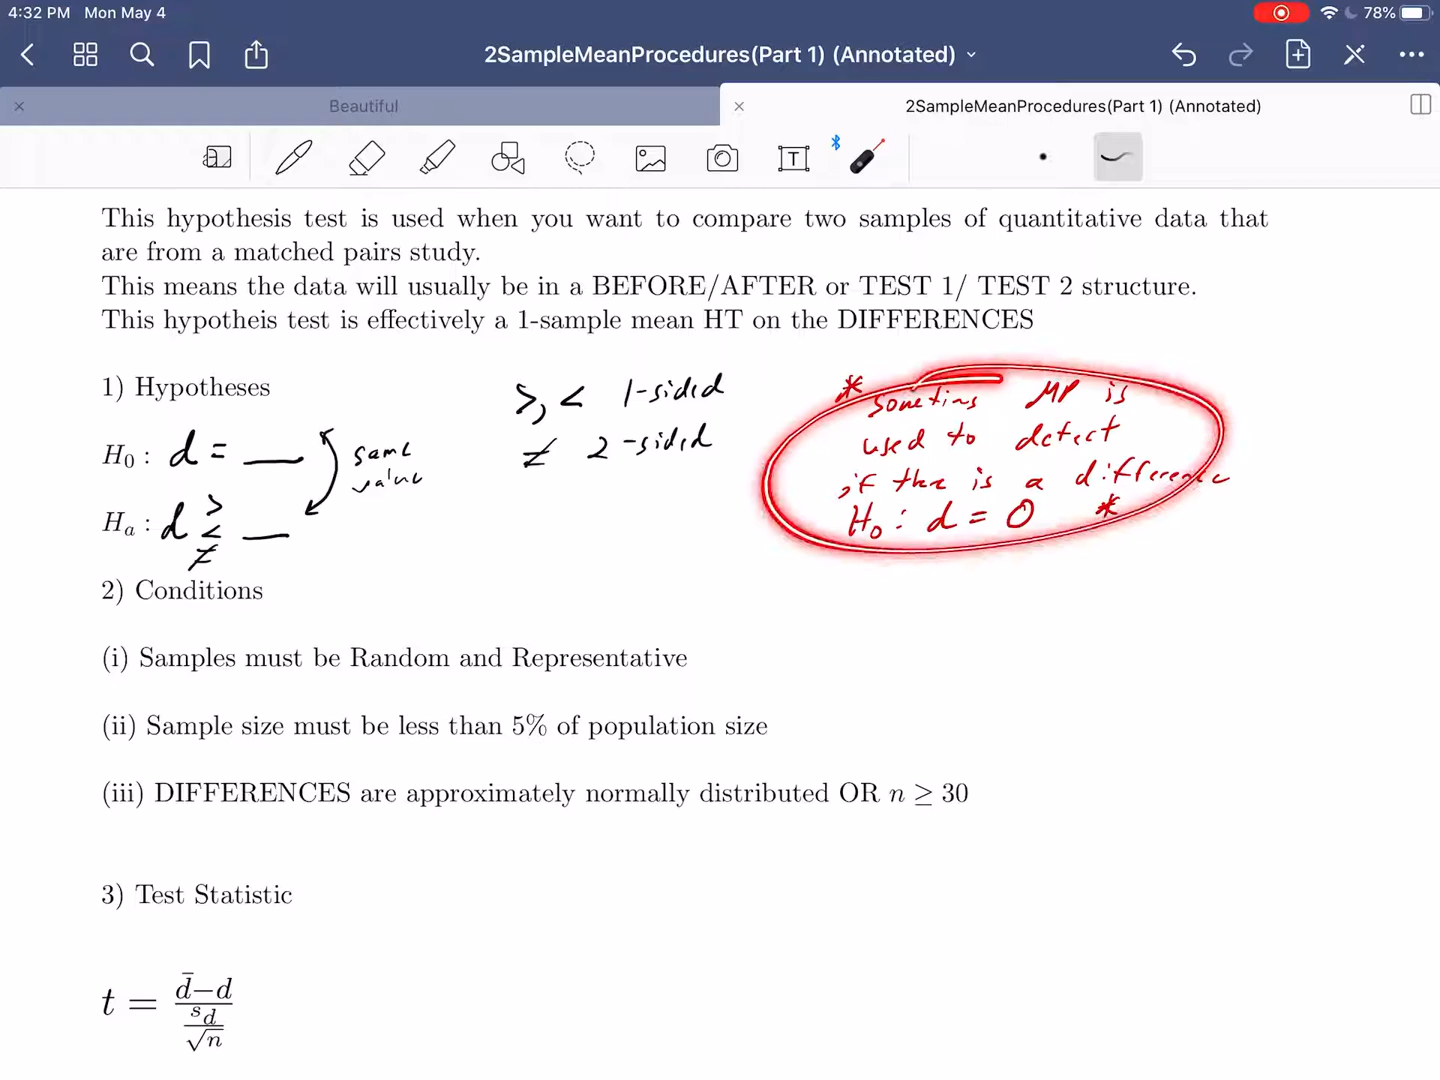 4:32 PM Mon May 4
78%
2SampleMeanProcedures(Part 1) (Annotated)
Beautiful
2SampleMeanProcedures(Part 1) (Annotated)
This hypothesis test is used when you want to compare two samples of quantitative data that
are from a matched pairs study.
This means the data will usually be in a BEFORE/AFTER or TEST 1/ TEST 2 structure.
This hypotheis test is effectively a 1-sample mean HT on the DIFFERENCES
1) Hypotheses
>, < 1-sided
≠ 2-sided
H₀ : d = __
same
value
Hₐ : d > < ≠ __
* sometims MP is
used to detect
if thre is a difference
H₀ : d = 0 *
2) Conditions
(i) Samples must be Random and Representative
(ii) Sample size must be less than 5% of population size
(iii) DIFFERENCES are approximately normally distributed OR n ≥ 30
3) Test Statistic
t = (d̄−d)/(s_d/√n)